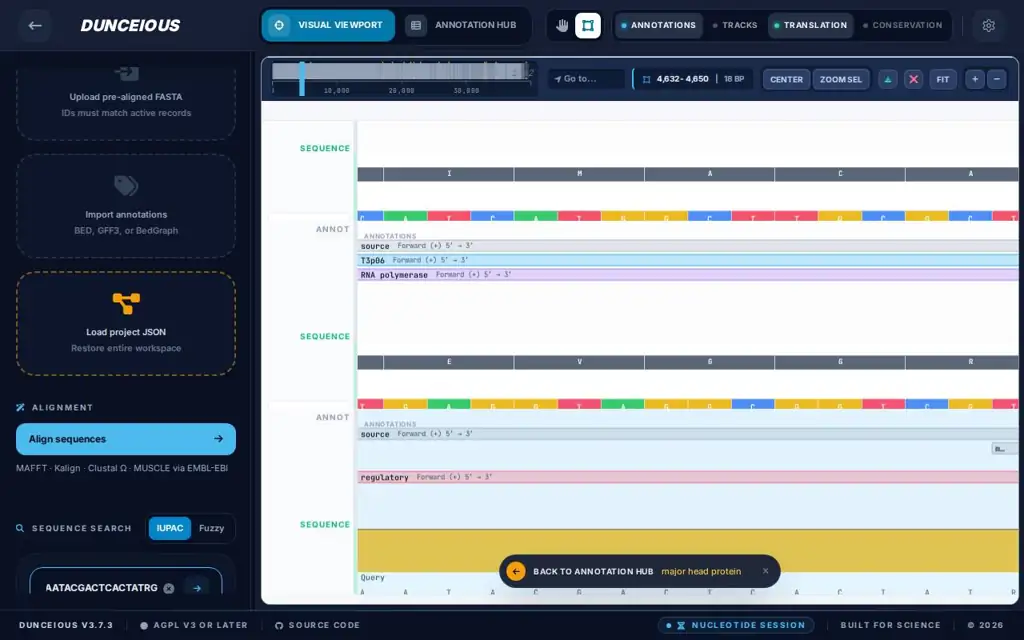 DUNCEIOUS
VISUAL VIEWPORT
ANNOTATION HUB
ANNOTATIONS
TRACKS
TRANSLATION
CONSERVATION
Upload pre-aligned FASTA
IDs must match active records
Import annotations
BED, GFF3, or BedGraph
Load project JSON
Restore entire workspace
ALIGNMENT
Align sequences →
MAFFT · Kalign · Clustal Ω · MUSCLE via EMBL-EBI
SEQUENCE SEARCH
IUPAC
Fuzzy
AATACGACTCACTATRG
10,000 20,000 30,000
Go to...
4,632-4,650 | 18 BP
CENTER
ZOOM SEL
FIT
+
−
SEQUENCE
I M A C A
C A T C A T G G C T T G C G C T
ANNOT
ANNOTATIONS
source Forward (+) 5' → 3'
T3p06 Forward (+) 5' → 3'
RNA polymerase Forward (+) 5' → 3'
SEQUENCE
E V G G R
ANNOT
ANNOTATIONS
source Forward (+) 5' → 3'
regulatory Forward (+) 5' → 3'
SEQUENCE
Query
A A T A C G A C T C A C T A T R
BACK TO ANNOTATION HUB major head protein ×
DUNCEIOUS V3.7.3
AGPL V3 OR LATER
SOURCE CODE
NUCLEOTIDE SESSION
BUILT FOR SCIENCE
© 2026